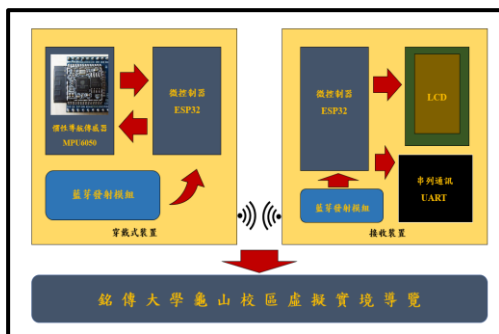 慣性導航傳感器
MPU6050
微控制器
ESP32
藍芽發射模組
穿戴式裝置
微控制器
ESP32
LCD
串列通訊
UART
藍芽發射模組
接收裝置
銘傳大學龜山校區虛擬實境導覽